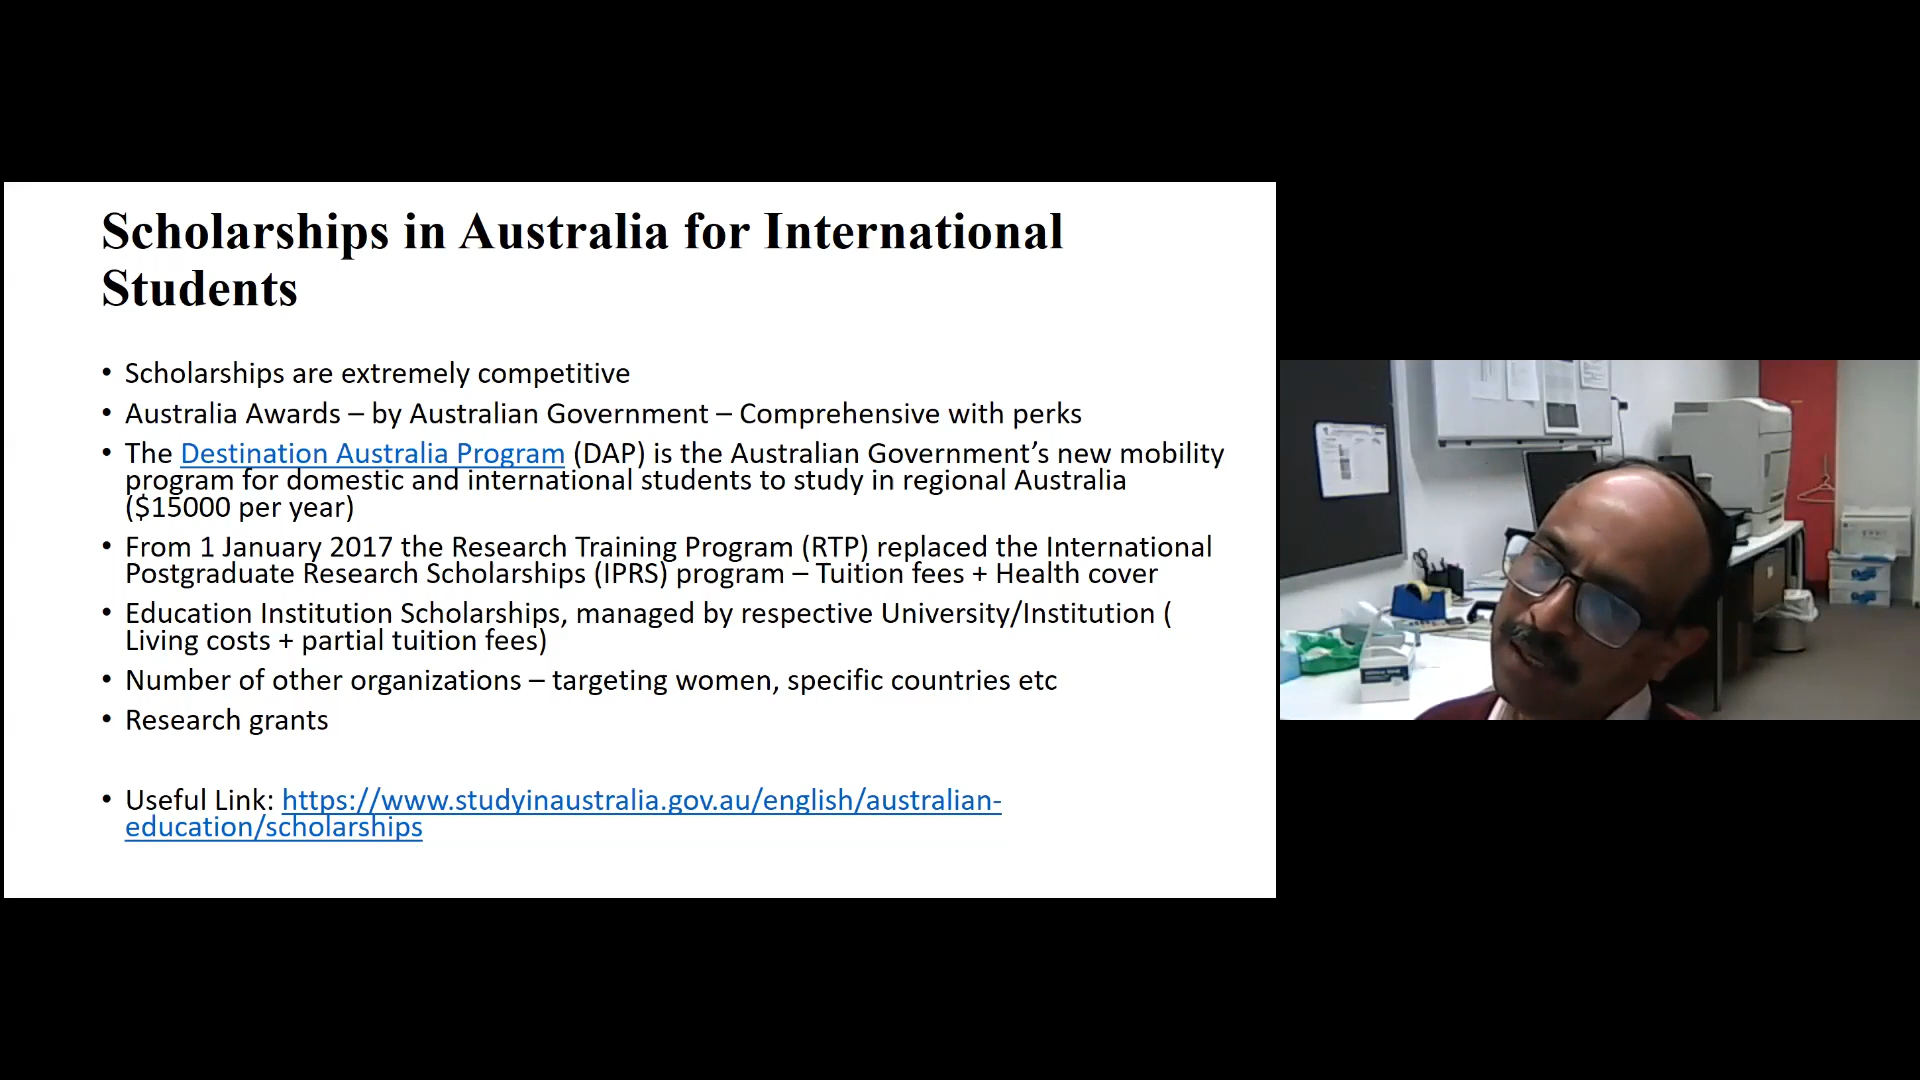 Scholarships in Australia for International
Students
• Scholarships are extremely competitive
• Australia Awards – by Australian Government – Comprehensive with perks
• The Destination Australia Program (DAP) is the Australian Government’s new mobility
program for domestic and international students to study in regional Australia
($15000 per year)
• From 1 January 2017 the Research Training Program (RTP) replaced the International
Postgraduate Research Scholarships (IPRS) program – Tuition fees + Health cover
• Education Institution Scholarships, managed by respective University/Institution (
Living costs + partial tuition fees)
• Number of other organizations – targeting women, specific countries etc
• Research grants
• Useful Link: https://www.studyinaustralia.gov.au/english/australian-
education/scholarships